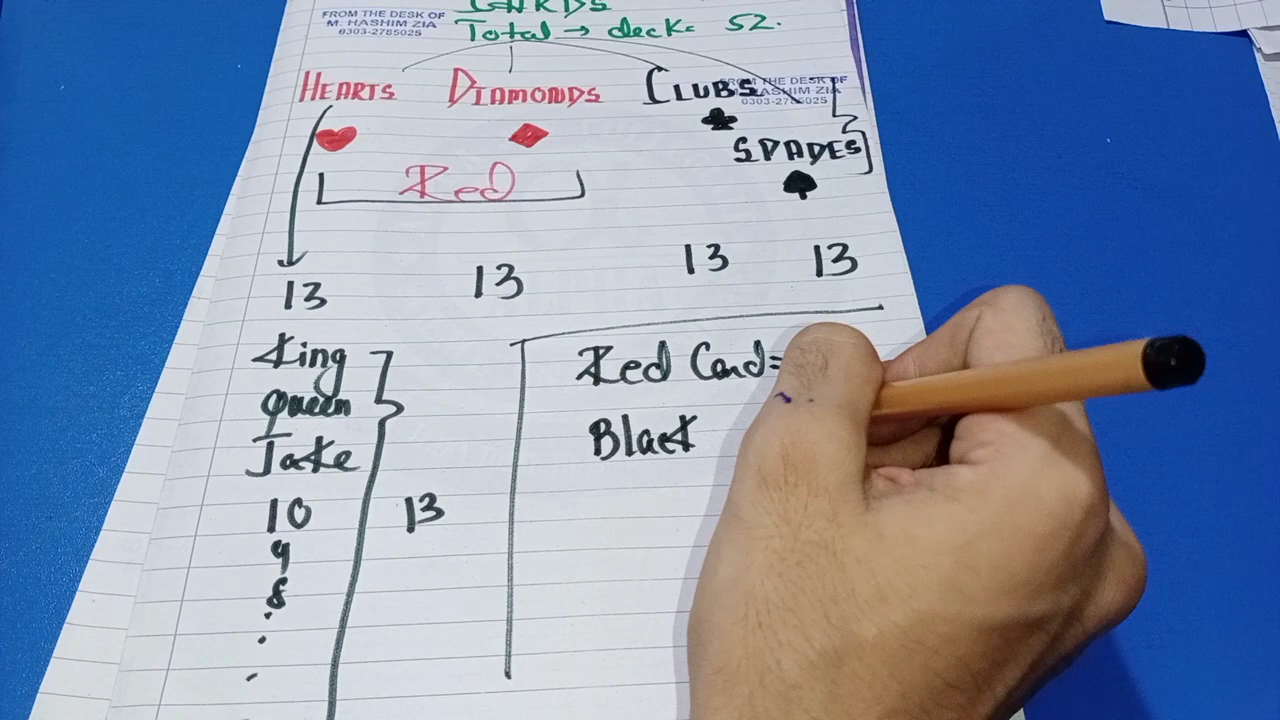 FROM THE DESK OF
M. HASHIM ZIA
0303-2785025
CARDS
Total → deck = 52.
HEARTS DIAMONDS CLUBS
SPADES
Red
13 13 13 13
King
Queen
Jake
10
9
8
13
Red Card =
Black